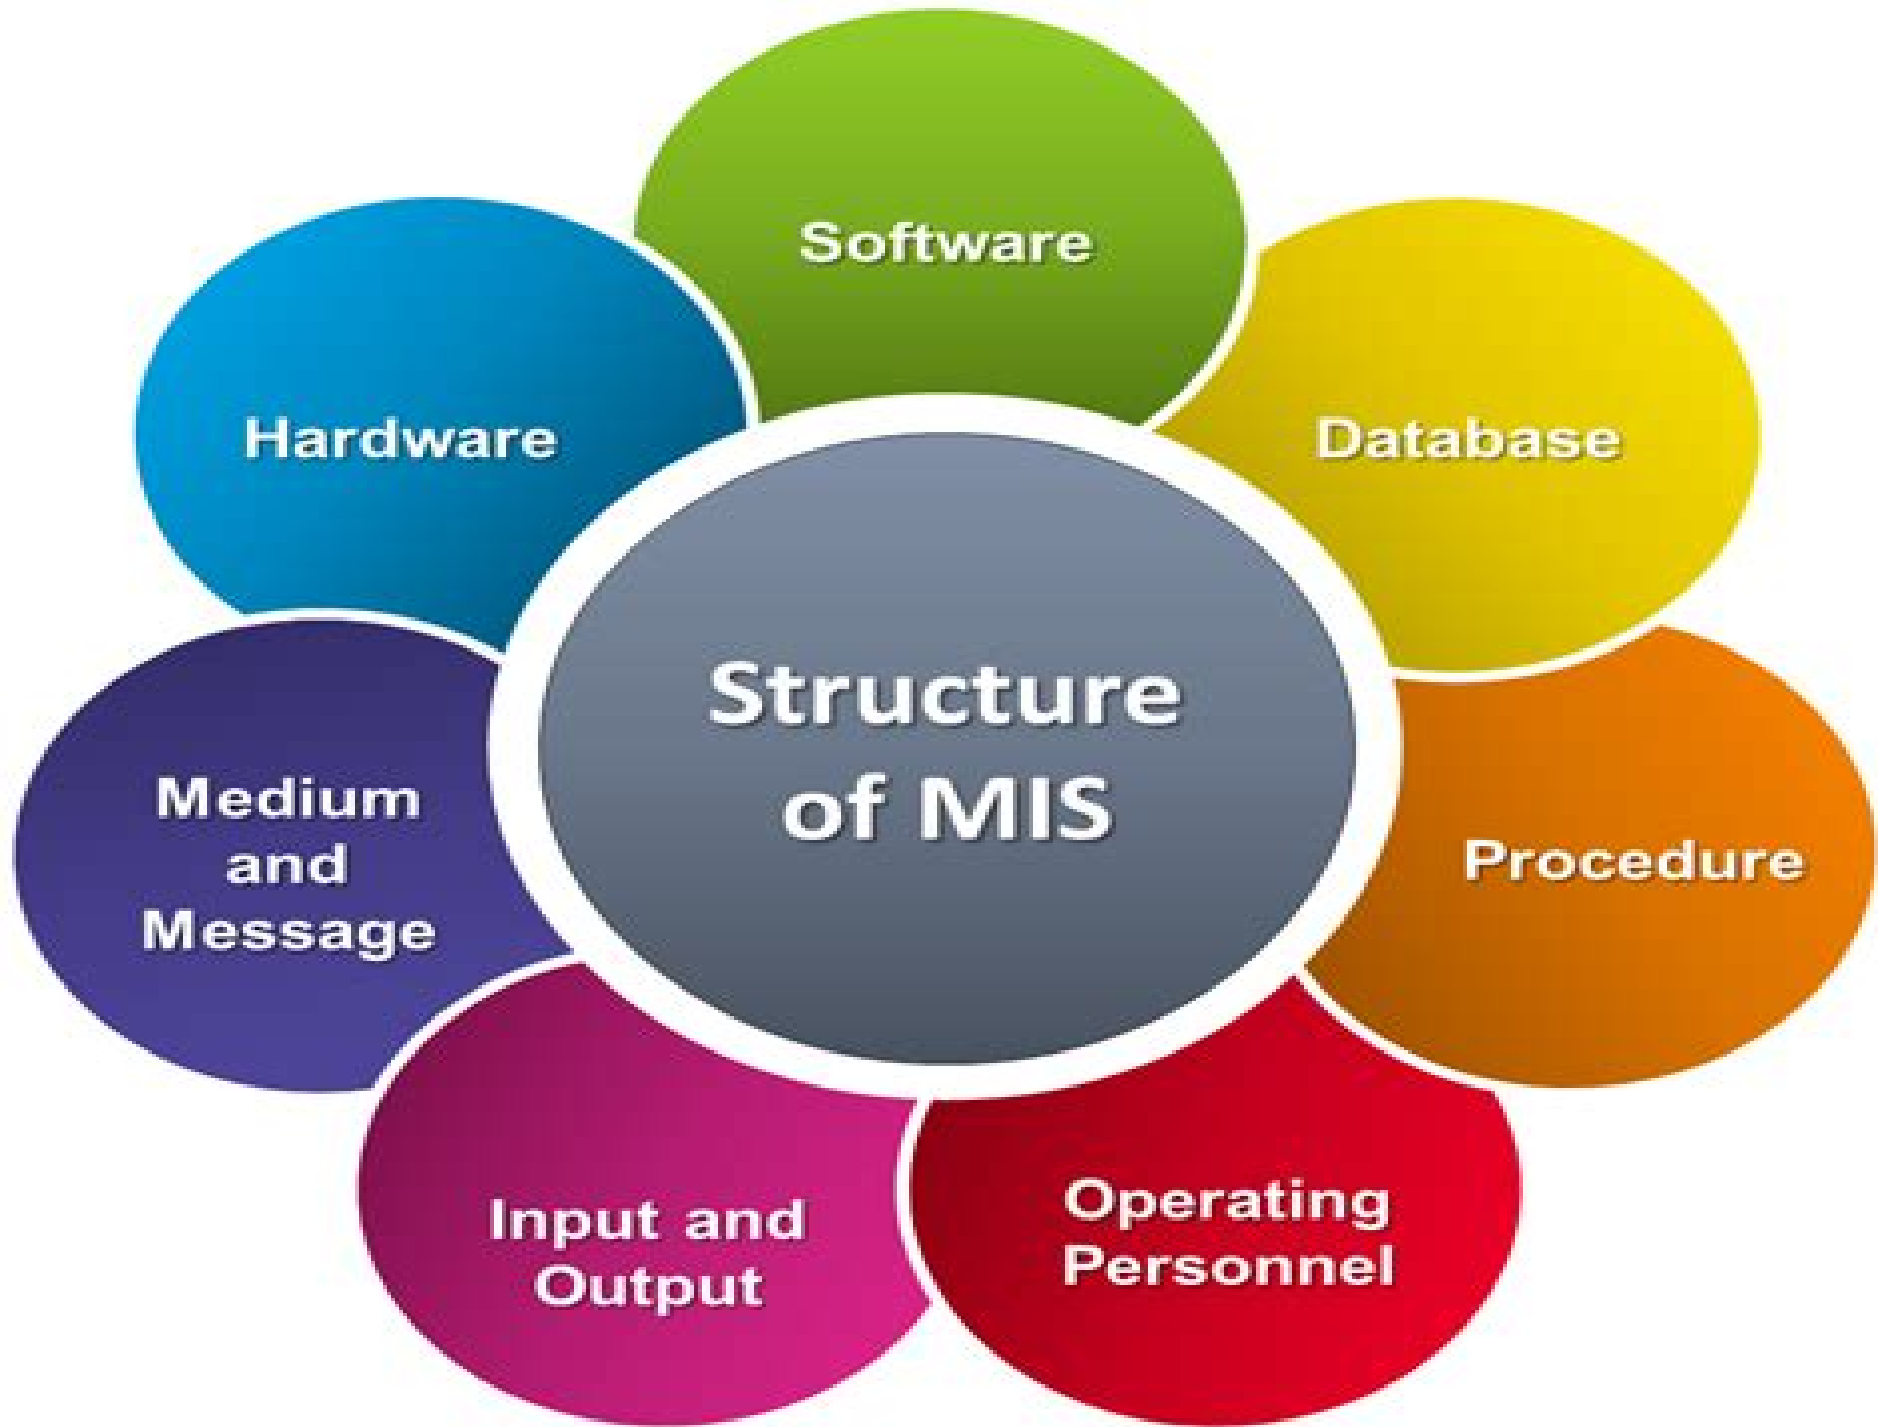 Software
Hardware
Database
Structure
of MIS
Medium
and
Message
Procedure
Input and
Output
Operating
Personnel